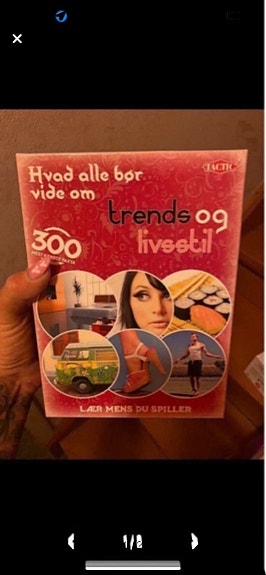 Hvad alle bør
vide om
TACTIC
trends og
livsstil
300
LÆR MENS DU SPILLER
1/2